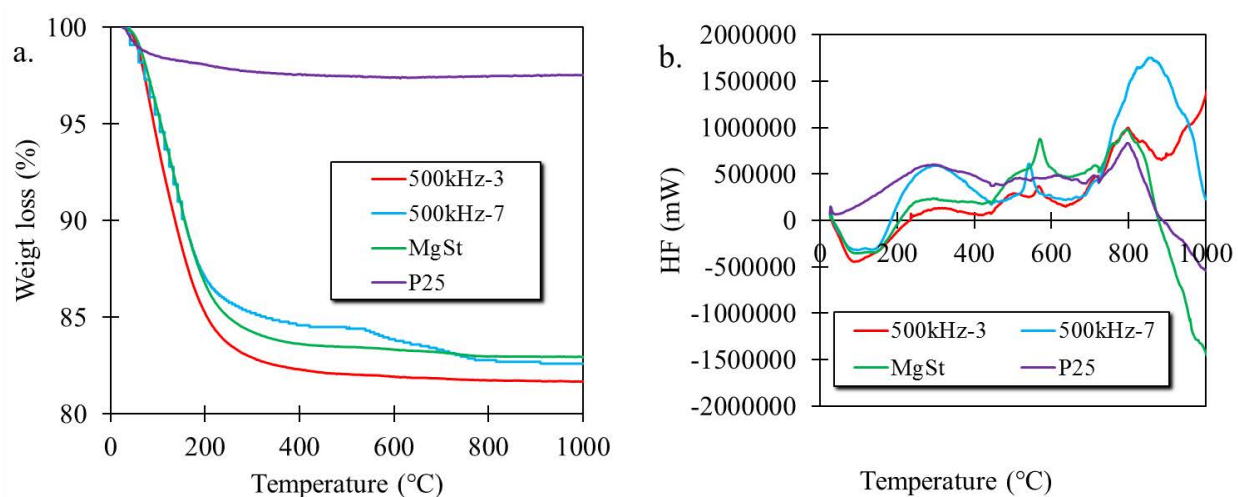 a.
Weigt loss (%)
100
95
90
85
80
500kHz-3
500kHz-7
MgSt
P25
0 200 400 600 800 1000
Temperature (°C)
b.
HF (mW)
2000000
1500000
1000000
500000
0
-500000
-1000000
-1500000
-2000000
0 200 400 600 800 1000
500kHz-3 500kHz-7
MgSt P25
Temperature (°C)